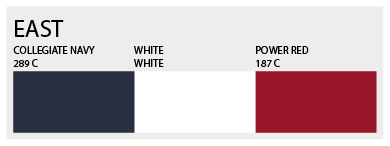 EAST
COLLEGIATE NAVY WHITE POWER RED
289 C WHITE 187 C